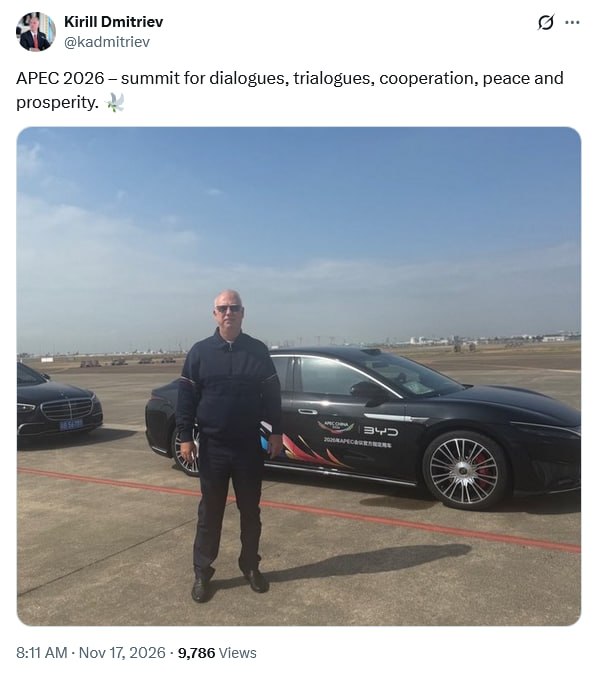 Kirill Dmitriev
@kadmitriev
APEC 2026 – summit for dialogues, trialogues, cooperation, peace and
prosperity. 🕊️
APEC CHINA
BYD
2026年APEC会议官方指定用车
8:11 AM · Nov 17, 2026 · 9,786 Views